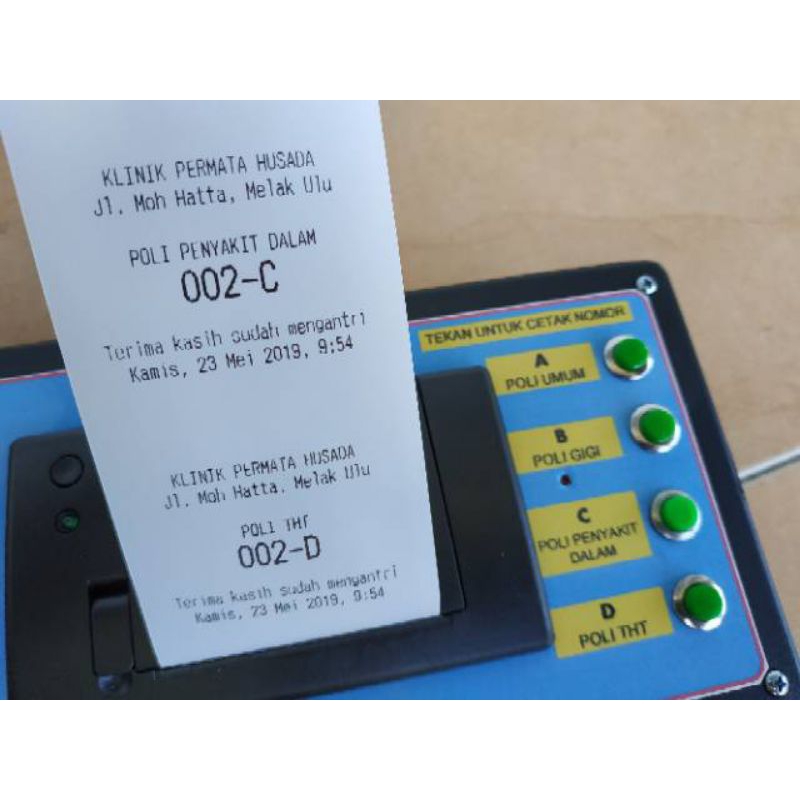 KLINIK PERMATA HUSADA
Jl. Moh Hatta, Melak Ulu
POLI PENYAKIT DALAM
002-C
Terima kasih sudah mengantri
Kamis, 23 Mei 2019, 9:54
KLINIK PERMATA HUSADA
Jl. Moh Hatta. Melak Ulu
POLI THT
002-D
Terima kasih sudah mengantri
Kamis, 23 Mei 2019, 9:54
TEKAN UNTUK CETAK NOMOR
A
POLI UMUM
B
POLI GIGI
C
POLI PENYAKIT
DALAM
D
POLI THT